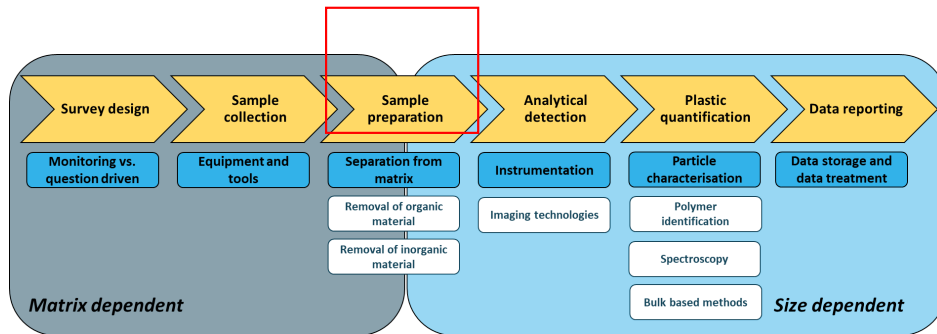 Survey design
Sample
collection
Sample
preparation
Analytical
detection
Plastic
quantification
Data reporting
Monitoring vs.
question driven
Equipment and
tools
Separation from
matrix
Instrumentation
Particle
characterisation
Data storage and
data treatment
Removal of organic
material
Imaging technologies
Polymer
identification
Removal of inorganic
material
Spectroscopy
Bulk based methods
Matrix dependent
Size dependent